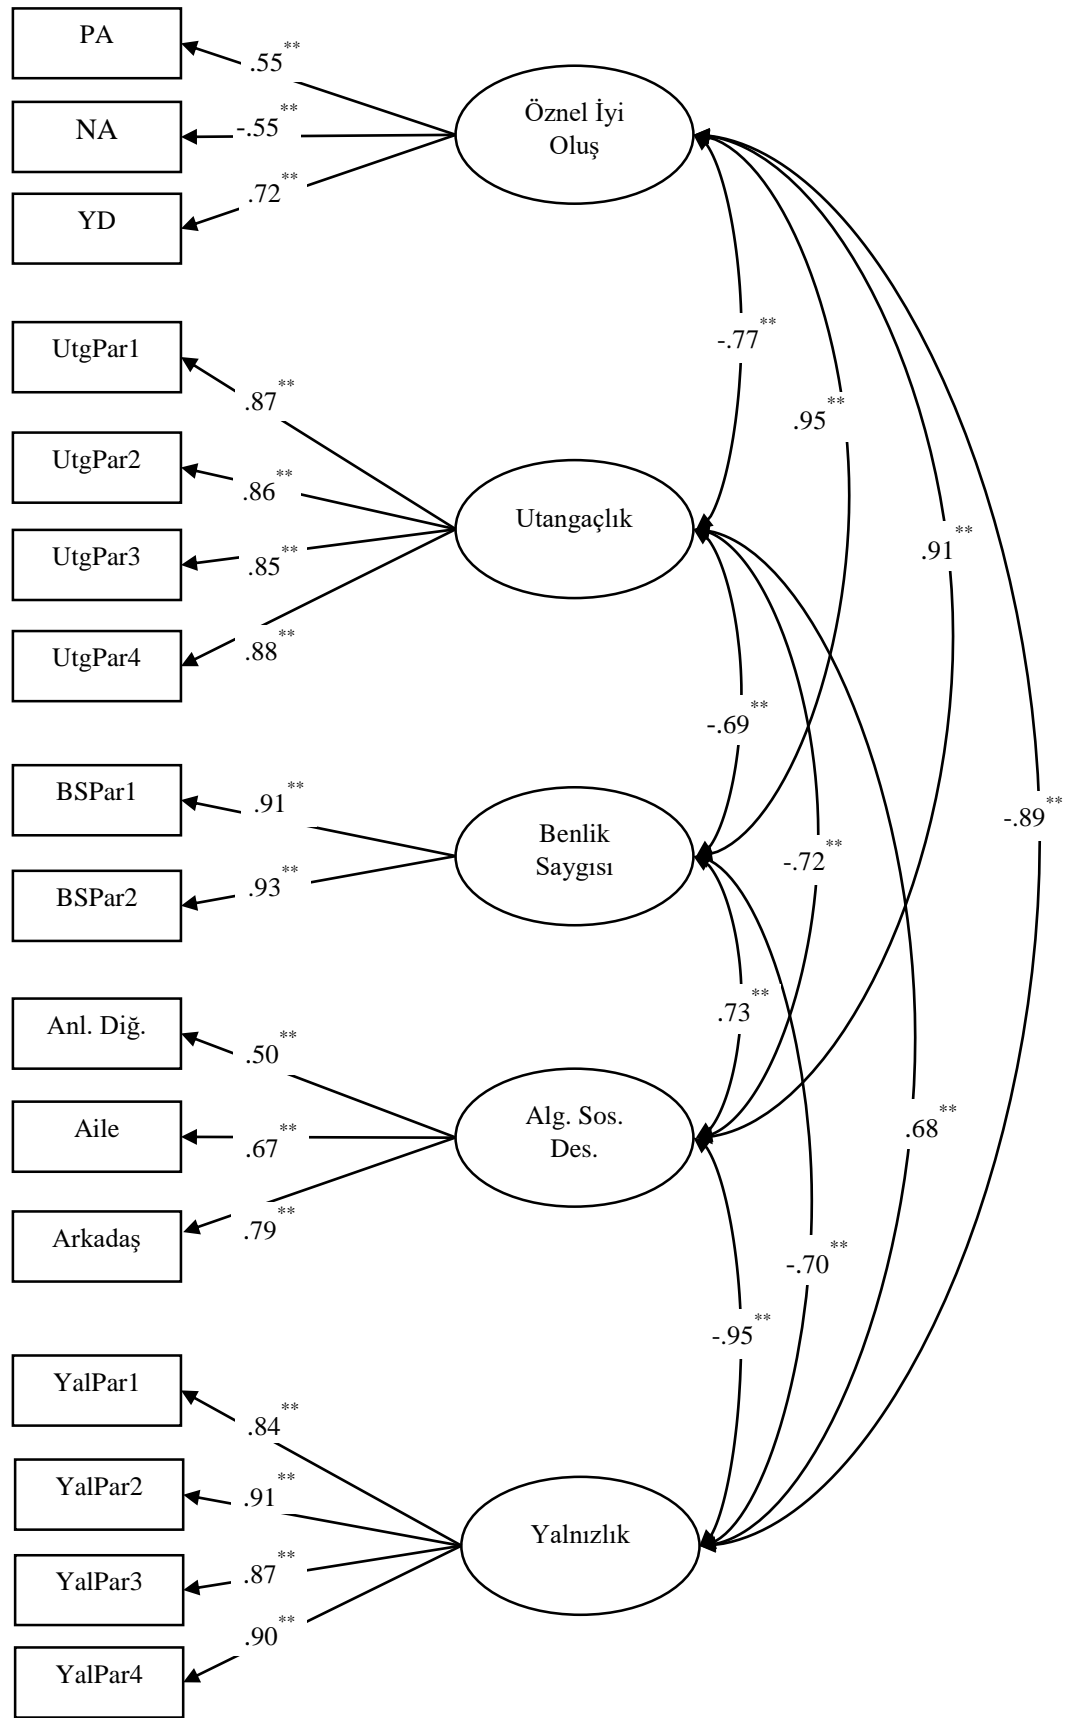 PA
.55**
NA
-.55**
YD
.72**
Öznel İyi
Oluş
-.77**
.95**
.91**
-.89**
UtgPar1
.87**
UtgPar2
.86**
UtgPar3
.85**
UtgPar4
.88**
Utangaçlık
-.69**
-.72**
.68**
BSPar1
.91**
BSPar2
.93**
Benlik
Saygısı
.73**
-.70**
Anl. Diğ.
.50**
Aile
.67**
Arkadaş
.79**
Alg. Sos.
Des.
-.95**
YalPar1
.84**
YalPar2
.91**
YalPar3
.87**
YalPar4
.90**
Yalnızlık